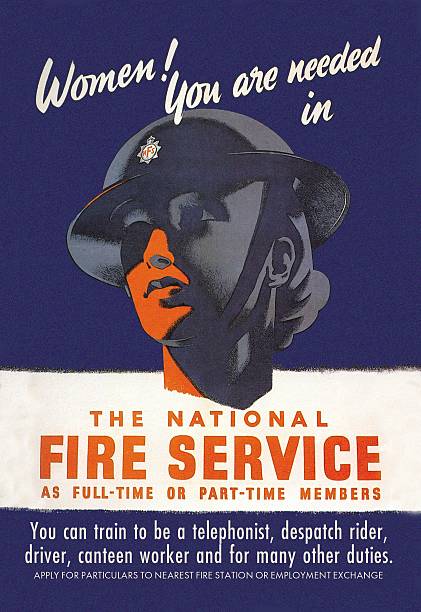 Women! You are needed
in
NFS
THE NATIONAL
FIRE SERVICE
AS FULL-TIME OR PART-TIME MEMBERS
You can train to be a telephonist, despatch rider,
driver, canteen worker and for many other duties.
APPLY FOR PARTICULARS TO NEAREST FIRE STATION OR EMPLOYMENT EXCHANGE